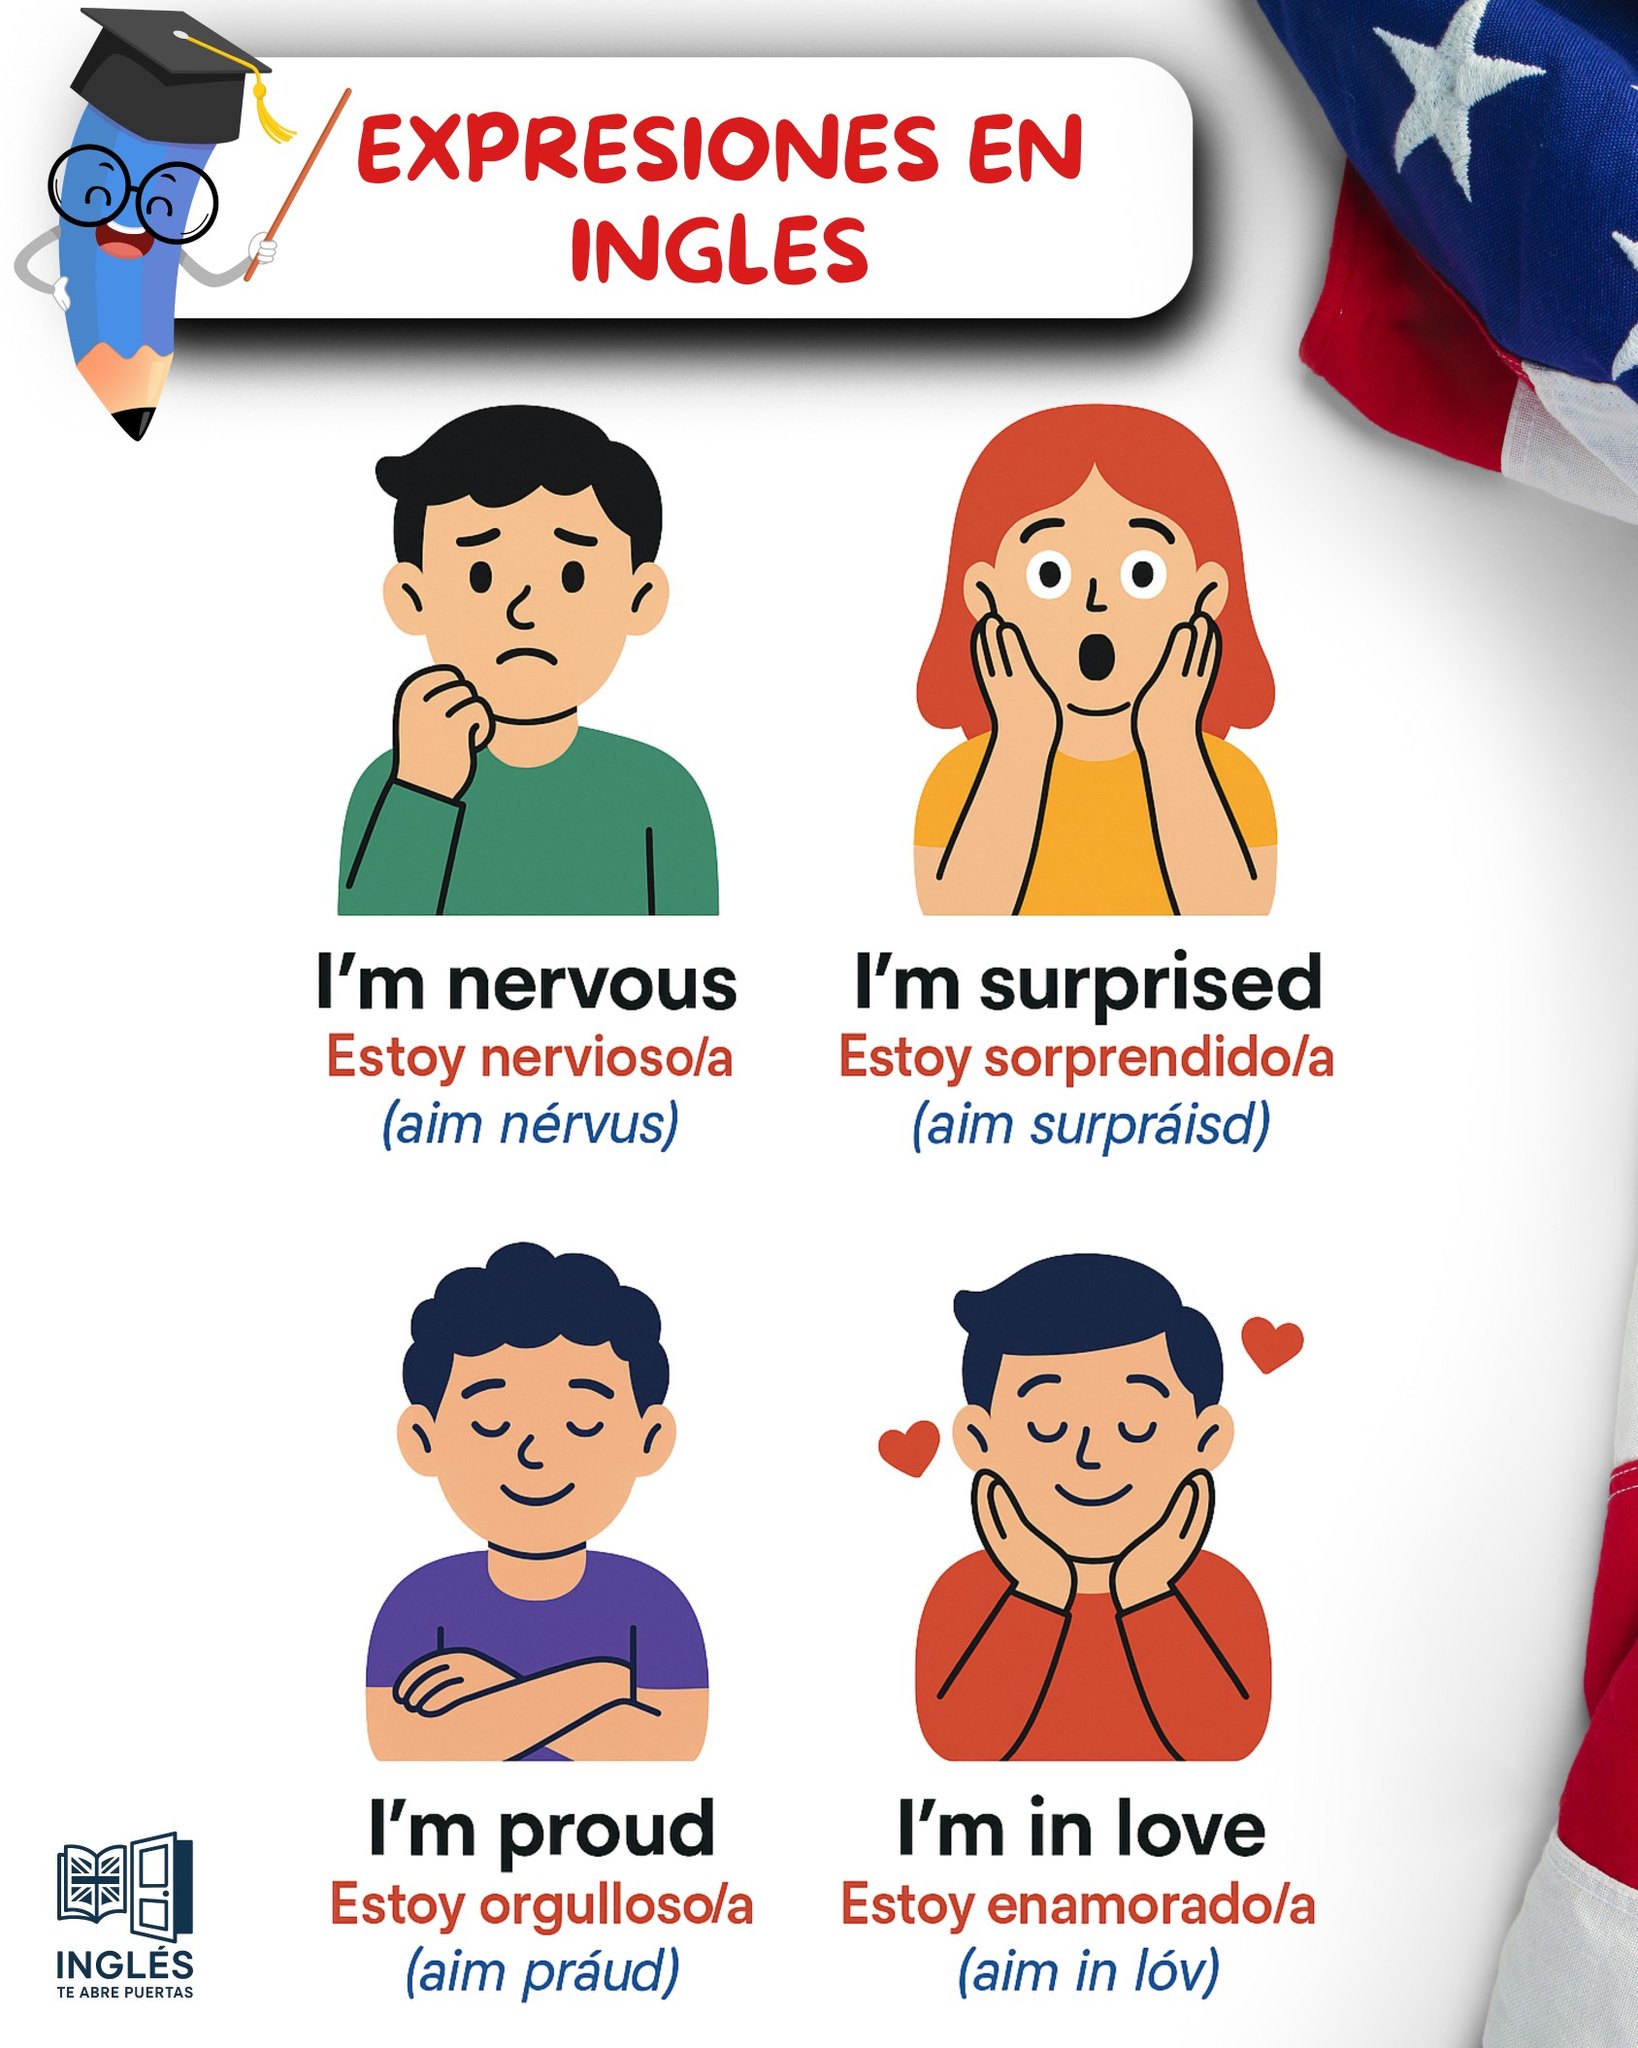 EXPRESIONES EN
INGLES
I'm nervous
Estoy nervioso/a
(aim nérvus)
I'm surprised
Estoy sorprendido/a
(aim surpráisd)
I'm proud
Estoy orgulloso/a
(aim práud)
I'm in love
Estoy enamorado/a
(aim in lóv)
INGLÉS
TE ABRE PUERTAS